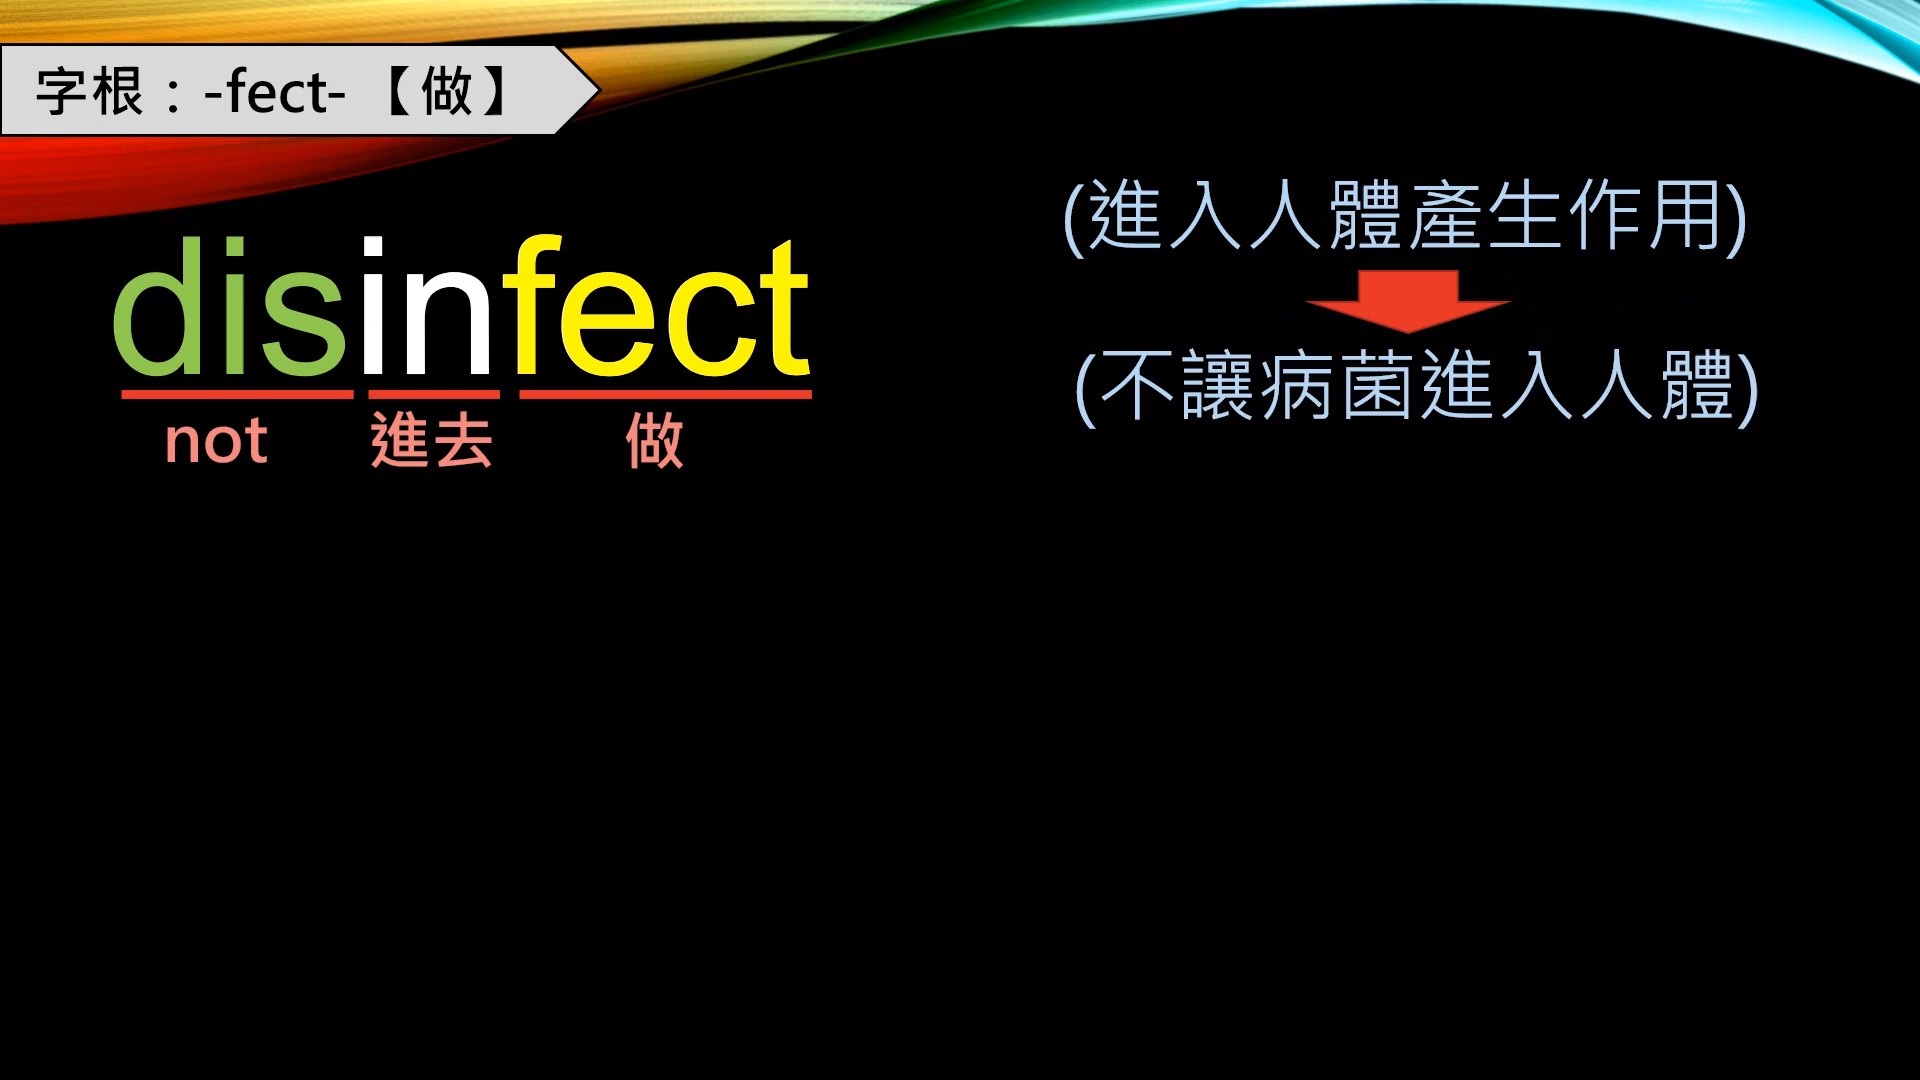 字根：-fect-【做】
(進入人體產生作用)
disinfect
(不讓病菌進入人體)
not 進去 做